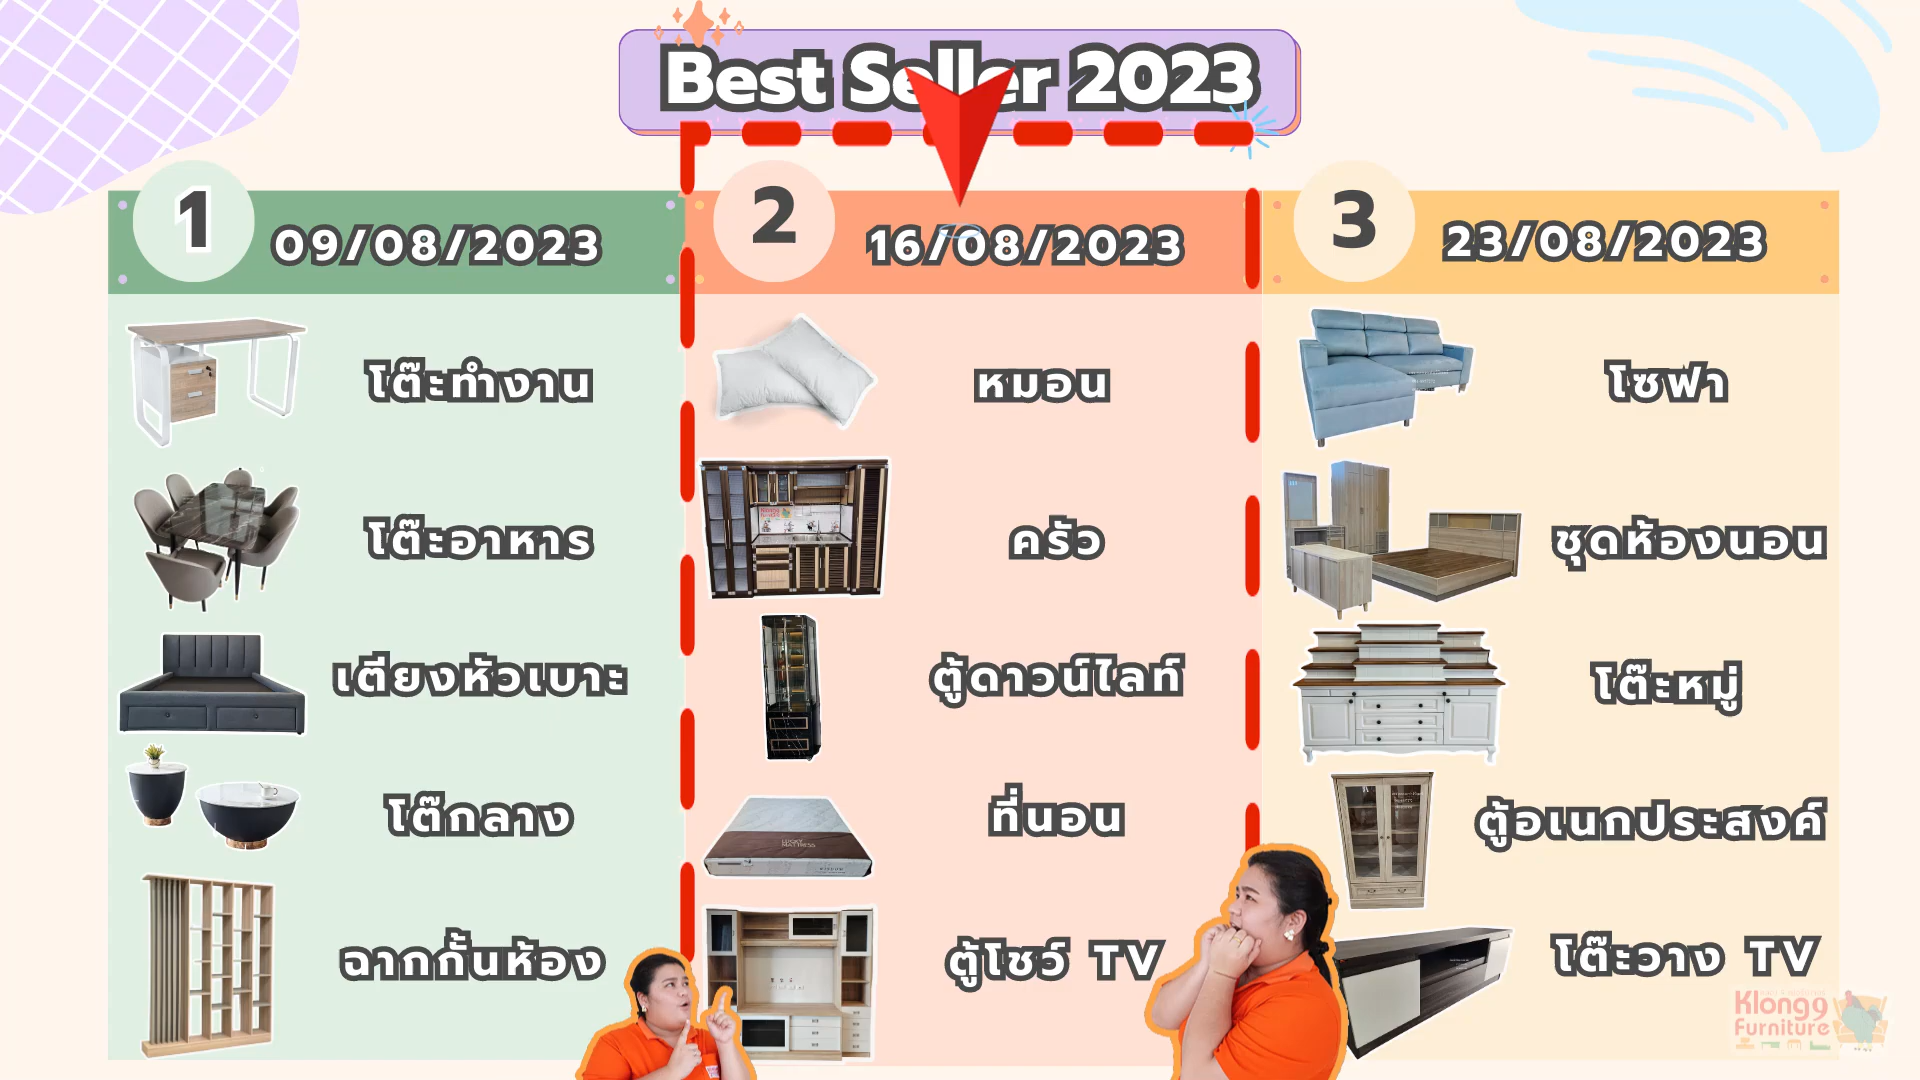 Best Seller 2023
1
09/08/2023
โต๊ะทำงาน
โต๊ะอาหาร
เตียงหัวเบาะ
โต๊กลาง
ฉากกั้นห้อง
2
16/08/2023
หมอน
ครัว
ตู้ดาวน์ไลท์
ที่นอน
ตู้โชว์ TV
3
23/08/2023
โซฟา
ชุดห้องนอน
โต๊ะหมู่
ตู้อเนกประสงค์
โต๊ะวาง TV
Klong9
Furniture